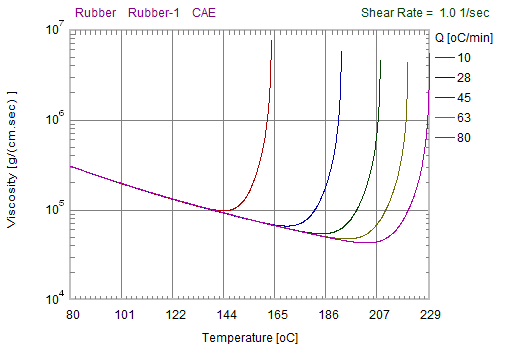 Rubber Rubber-1 CAE Shear Rate = 1.0 1/sec
Q [oC/min]
10
28
45
63
80
Viscosity [g/(cm.sec) ]
10^7
10^6
10^5
10^4
80 101 122 144 165 186 207 229
Temperature [oC]